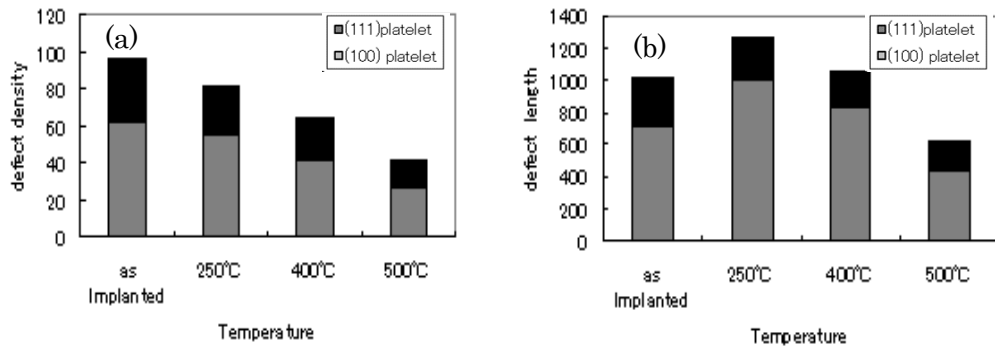 (a)
(111)platelet
(100) platelet
defect density
120
100
80
60
40
20
0
as
Implanted
250℃
400℃
500℃
Temperature
(b)
(111)platelet
(100) platelet
defect length
1400
1200
1000
800
600
400
200
0
as
Implanted
250℃
400℃
500℃
Temperature